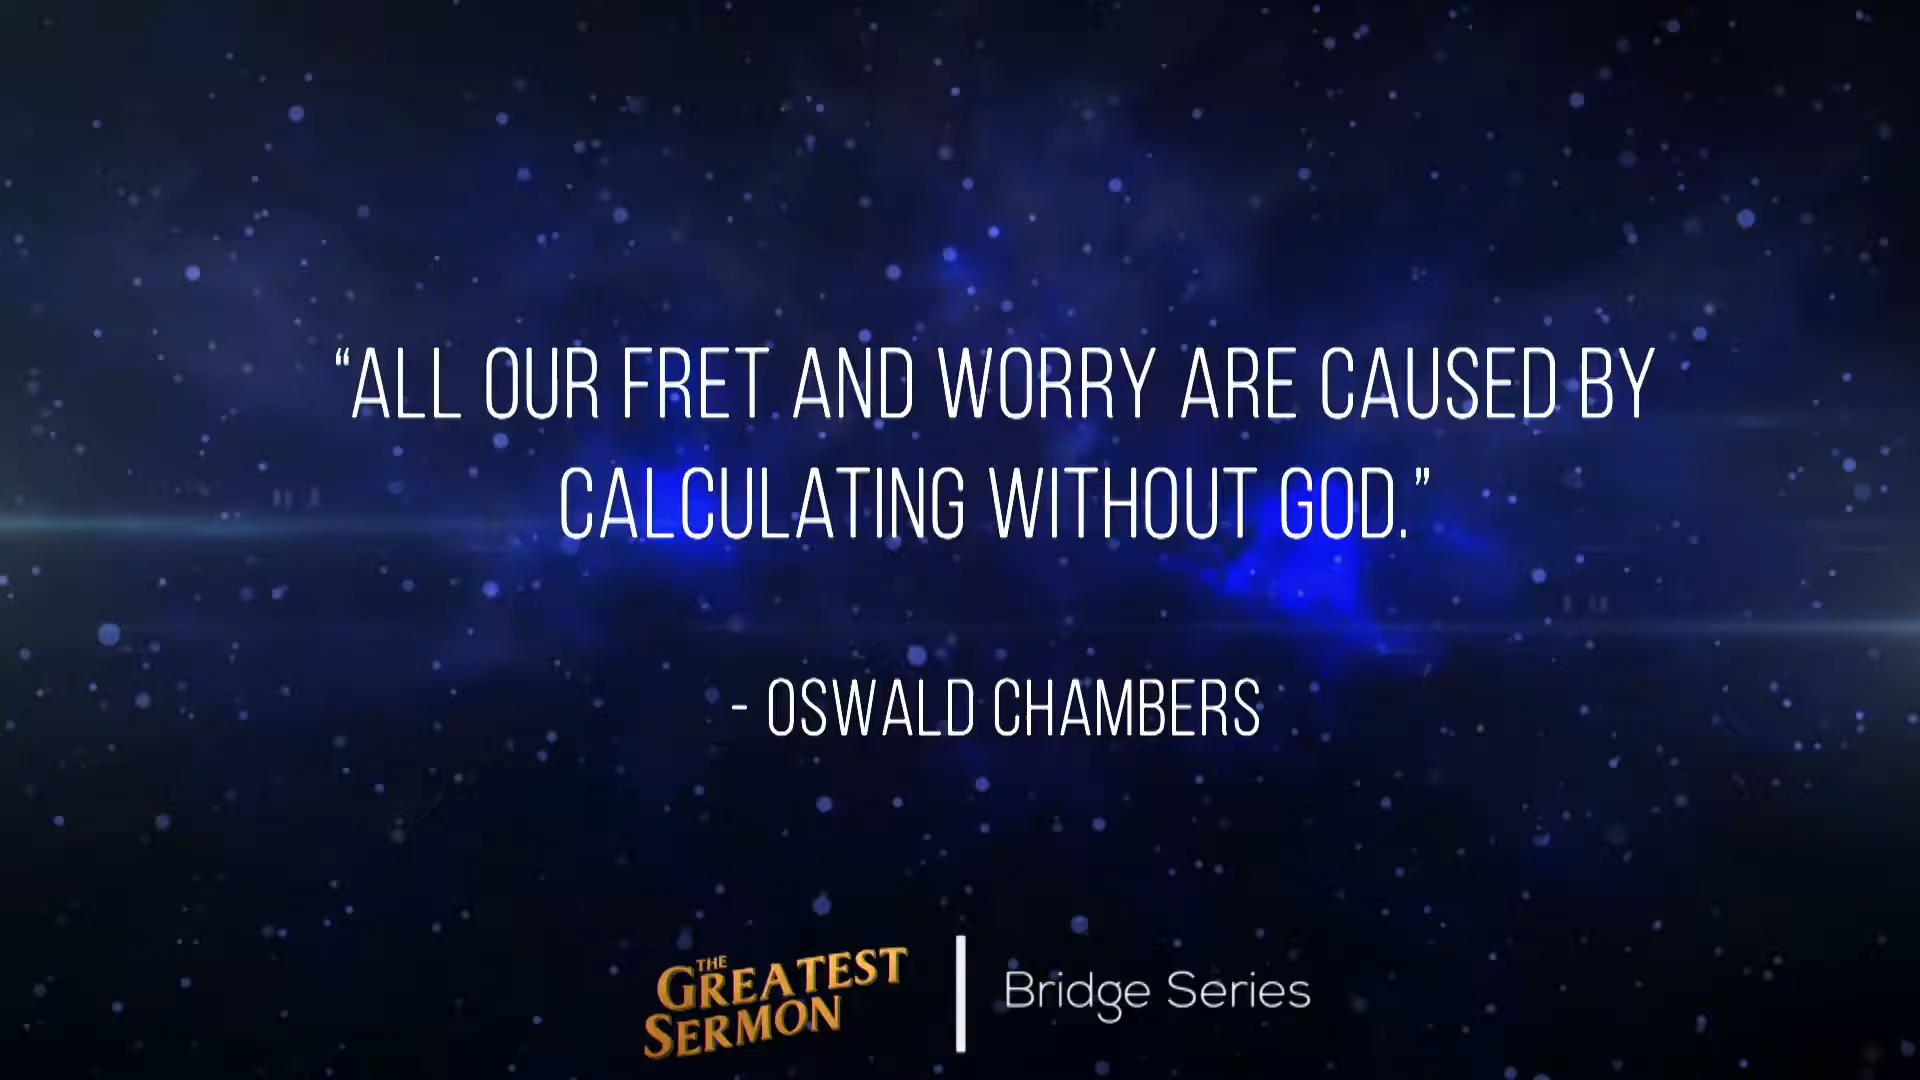 “ALL OUR FRET AND WORRY ARE CAUSED BY
CALCULATING WITHOUT GOD.”
- OSWALD CHAMBERS
THE
GREATEST
SERMON
Bridge Series